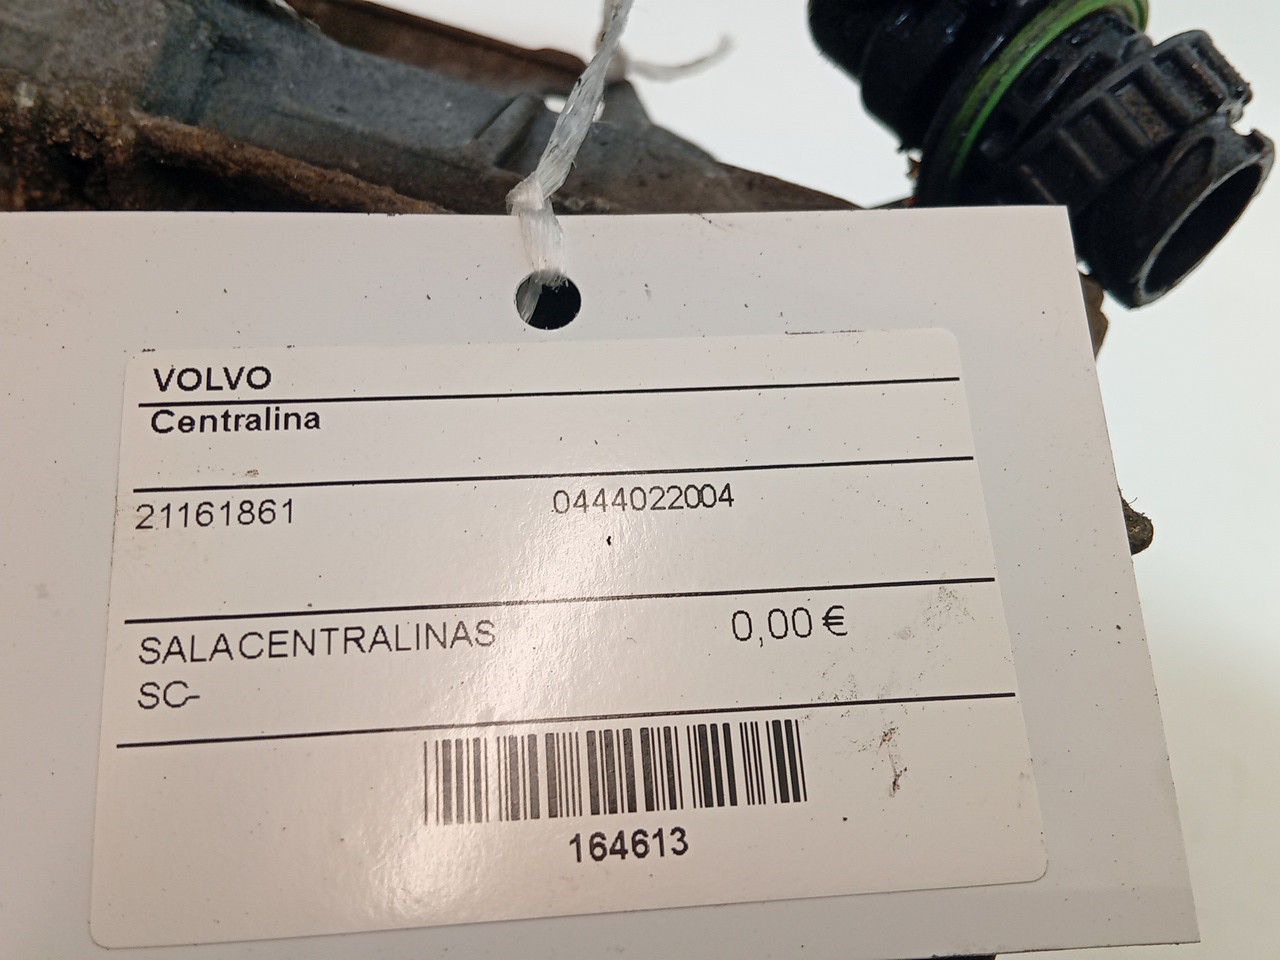 VOLVO
Centralina
21161861 0444022004
SALACENTRALINAS 0,00 €
SC-
164613